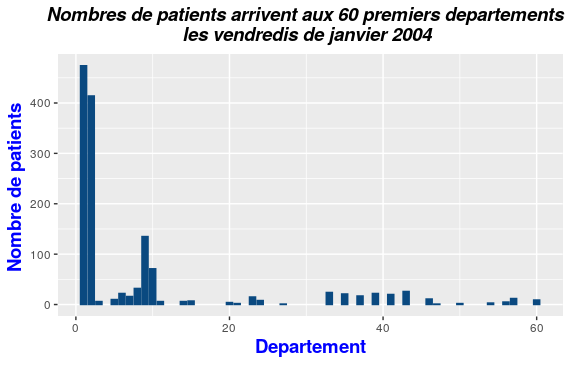 Nombres de patients arrivent aux 60 premiers departements
les vendredis de janvier 2004
Nombre de patients
400
300
200
100
0
0
20
40
60
Departement